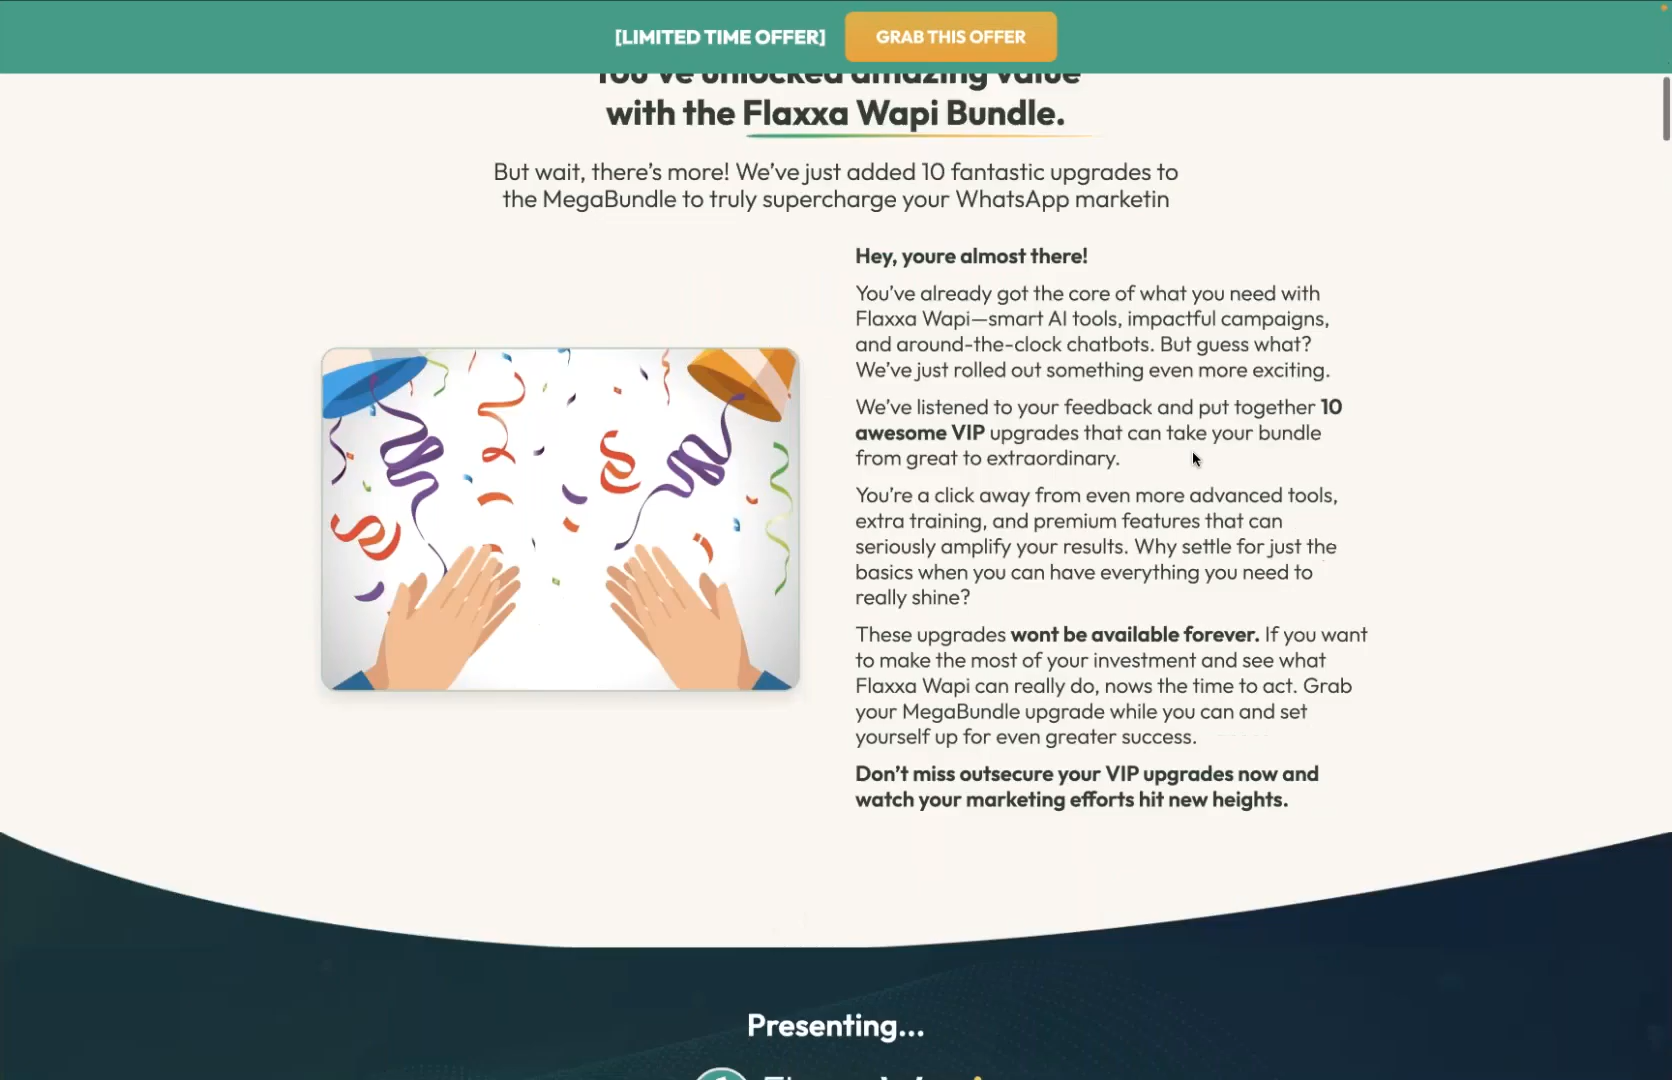 [LIMITED TIME OFFER] GRAB THIS OFFER
You've unlocked amazing value
with the Flaxxa Wapi Bundle.
But wait, there's more! We've just added 10 fantastic upgrades to
the MegaBundle to truly supercharge your WhatsApp marketin
Hey, youre almost there!
You've already got the core of what you need with
Flaxxa Wapi—smart AI tools, impactful campaigns,
and around-the-clock chatbots. But guess what?
We've just rolled out something even more exciting.
We've listened to your feedback and put together 10
awesome VIP upgrades that can take your bundle
from great to extraordinary.
You're a click away from even more advanced tools,
extra training, and premium features that can
seriously amplify your results. Why settle for just the
basics when you can have everything you need to
really shine?
These upgrades wont be available forever. If you want
to make the most of your investment and see what
Flaxxa Wapi can really do, nows the time to act. Grab
your MegaBundle upgrade while you can and set
yourself up for even greater success.
Don't miss outsecure your VIP upgrades now and
watch your marketing efforts hit new heights.
Presenting...